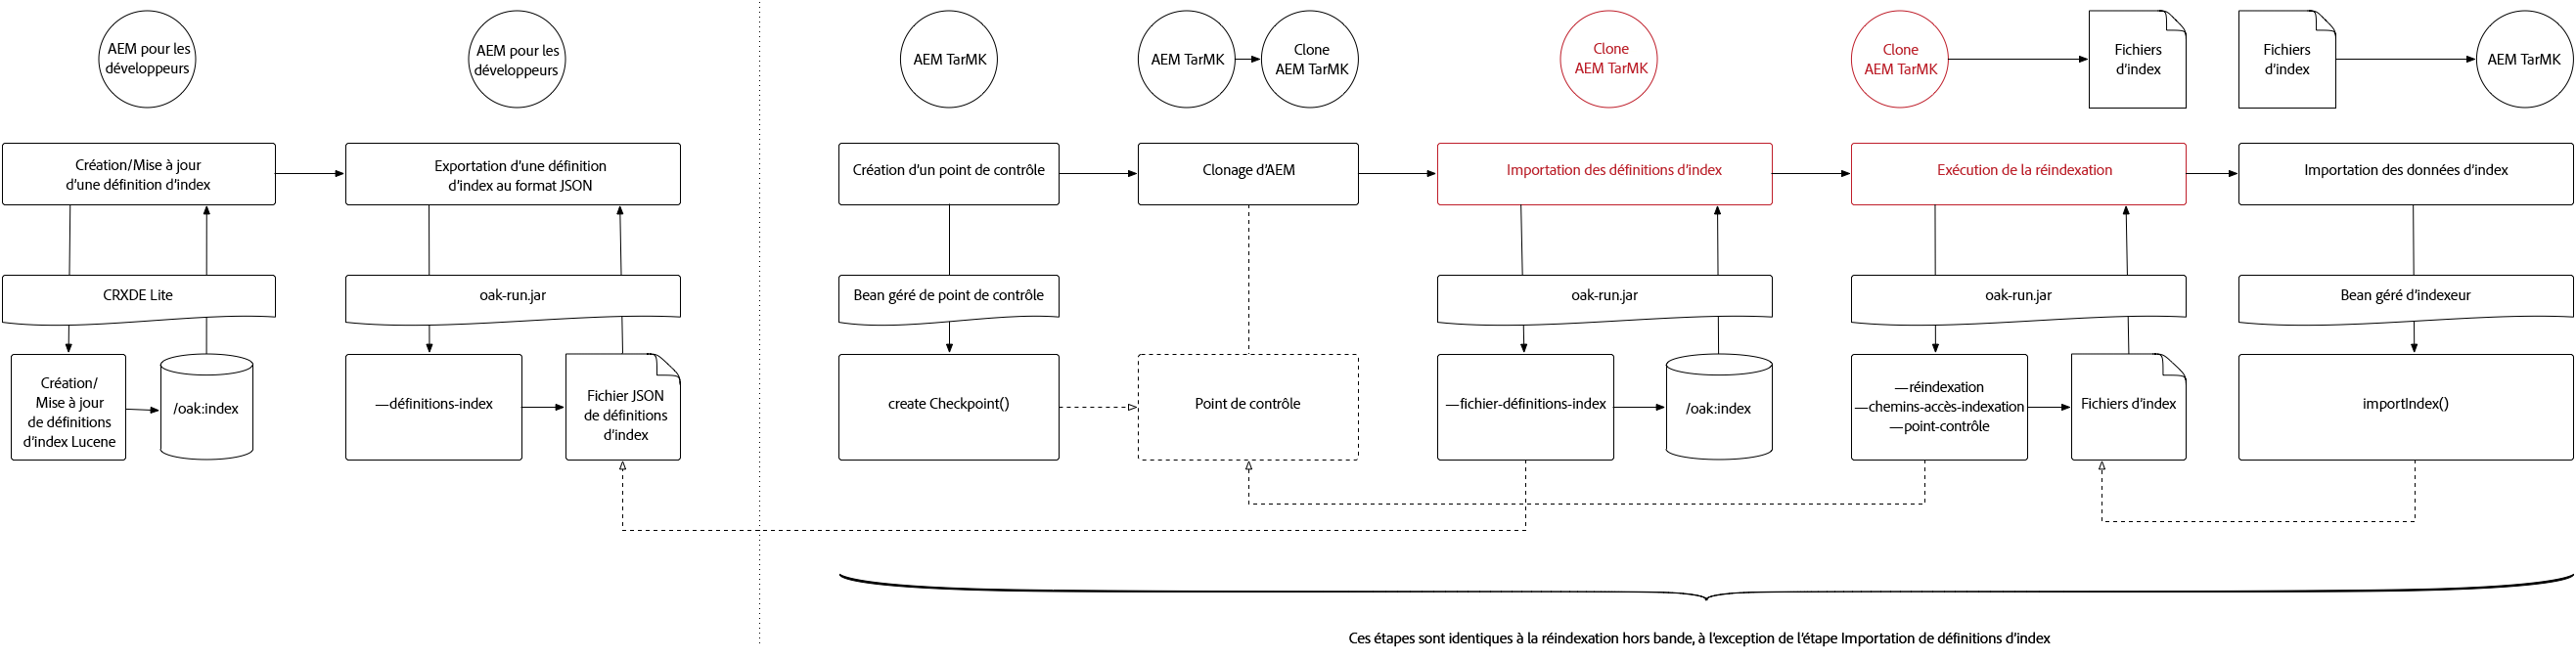 AEM pour les
développeurs
AEM pour les
développeurs
AEM TarMK
AEM TarMK
Clone
AEM TarMK
Clone
AEM TarMK
Clone
AEM TarMK
Fichiers
d'index
Fichiers
d'index
AEM TarMK
Création/Mise à jour
d'une définition d'index
Exportation d'une définition
d'index au format JSON
Création d'un point de contrôle
Clonage d'AEM
Importation des définitions d'index
Exécution de la réindexation
Importation des données d'index
CRXDE Lite
oak-run.jar
Bean géré de point de contrôle
oak-run.jar
oak-run.jar
Bean géré d'indexeur
Création/
Mise à jour
de définitions
d'index Lucene
/oak:index
—définitions-index
Fichier JSON
de définitions
d'index
create Checkpoint()
Point de contrôle
—fichier-définitions-index
/oak:index
—réindexation
—chemins-accès-indexation
—point-contrôle
Fichiers d'index
importIndex()
Ces étapes sont identiques à la réindexation hors bande, à l'exception de l'étape Importation de définitions d'index